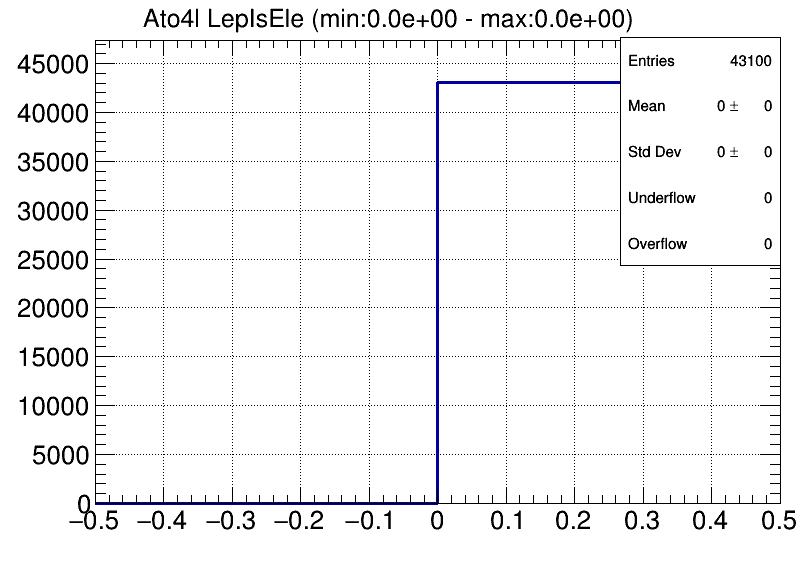 Ato4l LepIsEle (min:0.0e+00 - max:0.0e+00)
Entries 43100
Mean 0 ± 0
Std Dev 0 ± 0
Underflow 0
Overflow 0
45000
40000
35000
30000
25000
20000
15000
10000
5000
0
−0.5 −0.4 −0.3 −0.2 −0.1 0 0.1 0.2 0.3 0.4 0.5